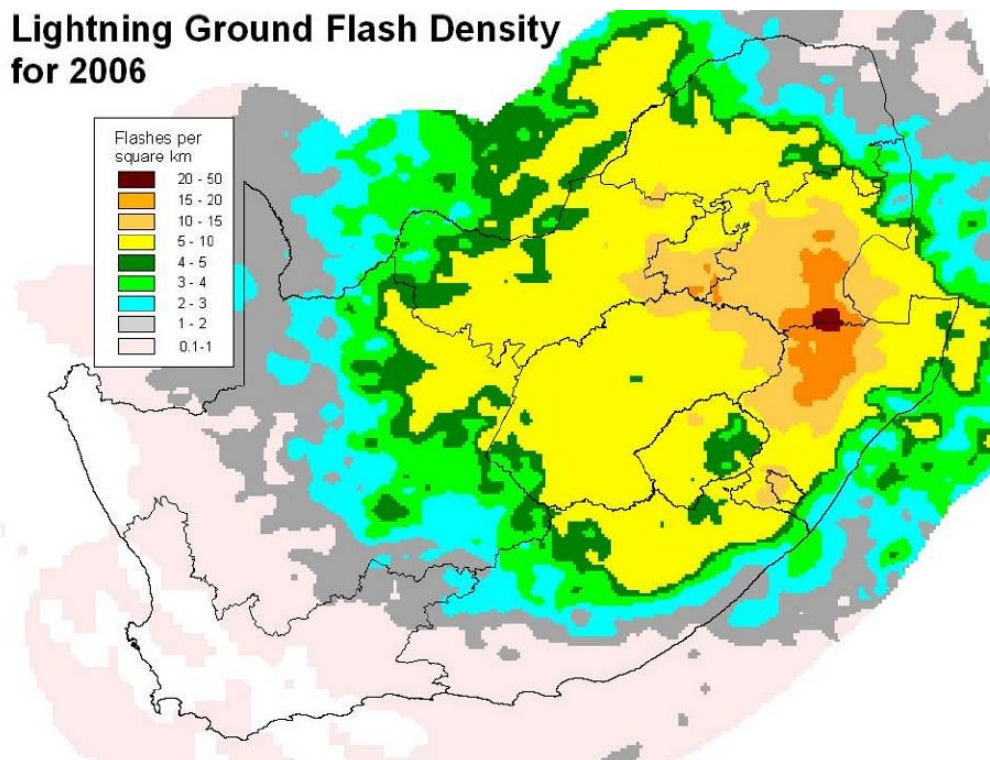 Lightning Ground Flash Density
for 2006
Flashes per
square km
20 - 50
15 - 20
10 - 15
5 - 10
4 - 5
3 - 4
2 - 3
1 - 2
0.1-1